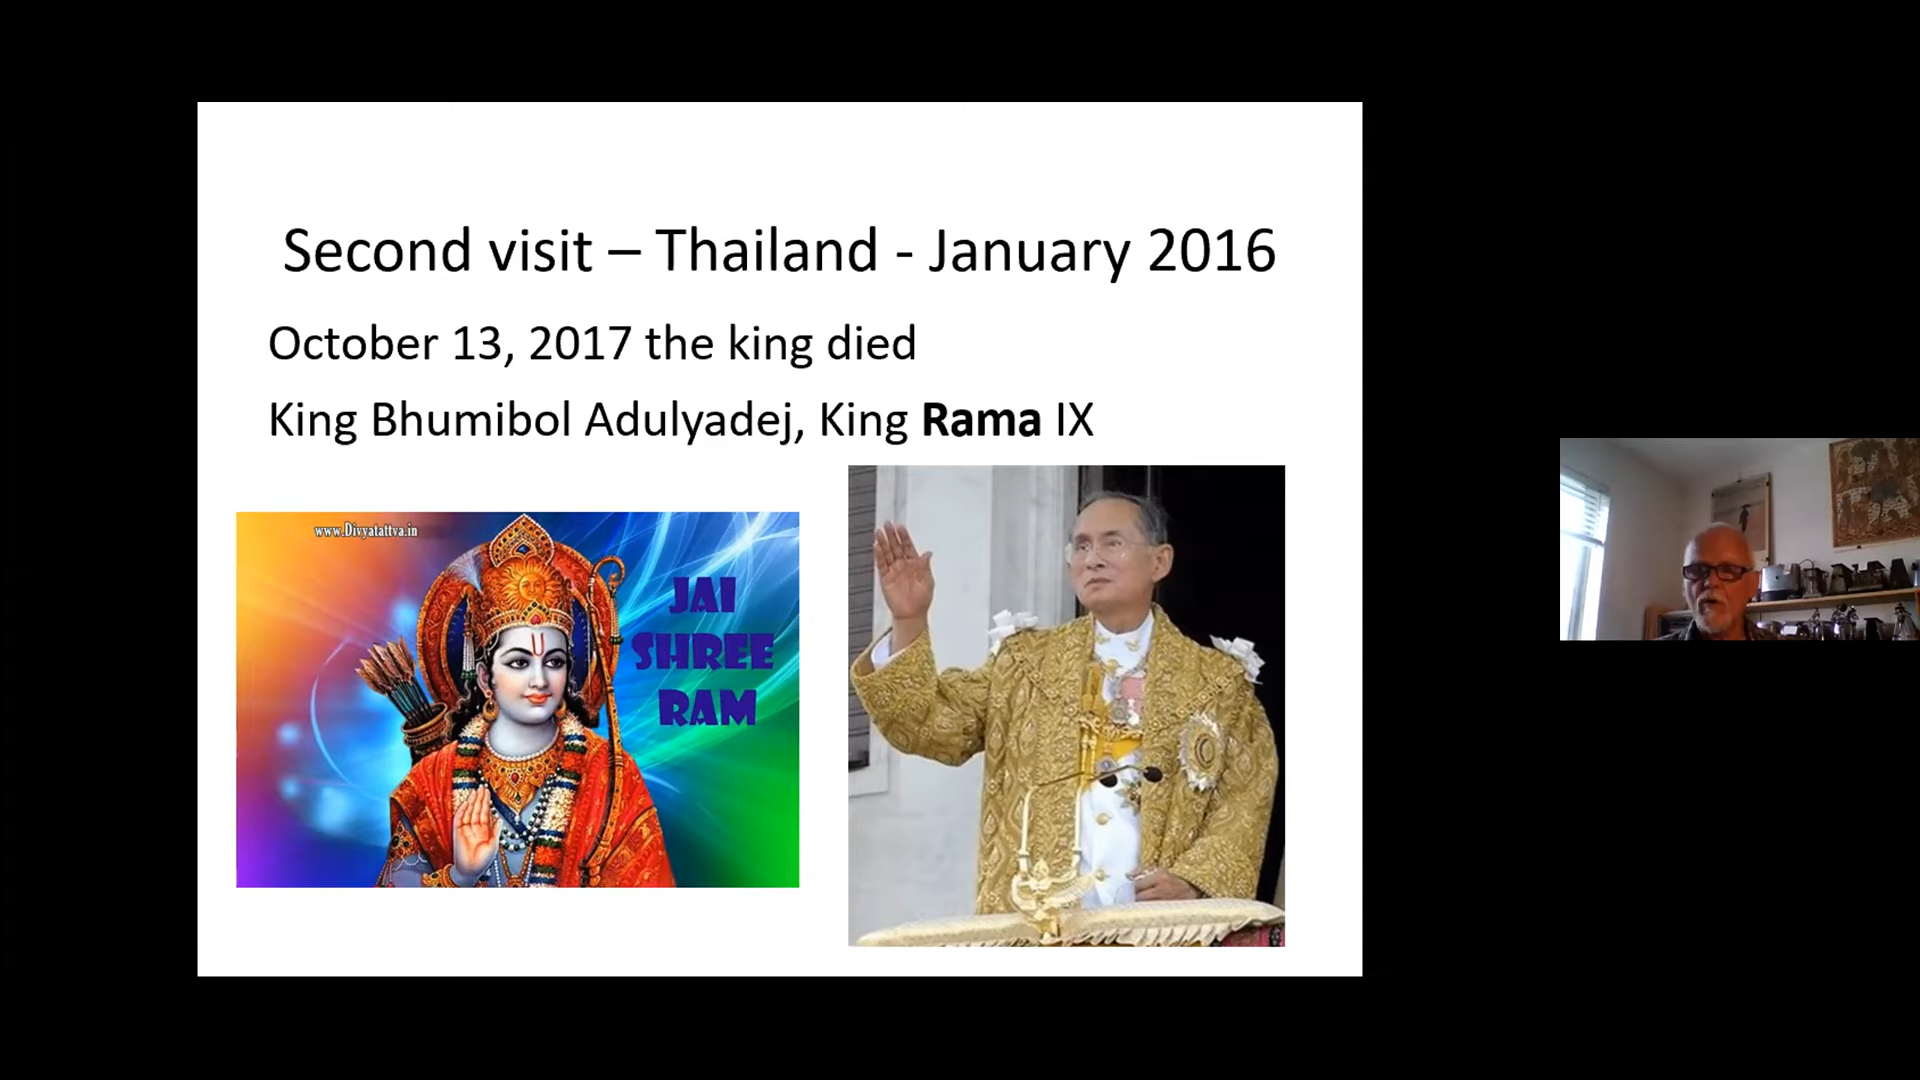 Second visit – Thailand - January 2016
October 13, 2017 the king died
King Bhumibol Adulyadej, King Rama IX
www.Divyatattva.in
JAI
SHREE
RAM